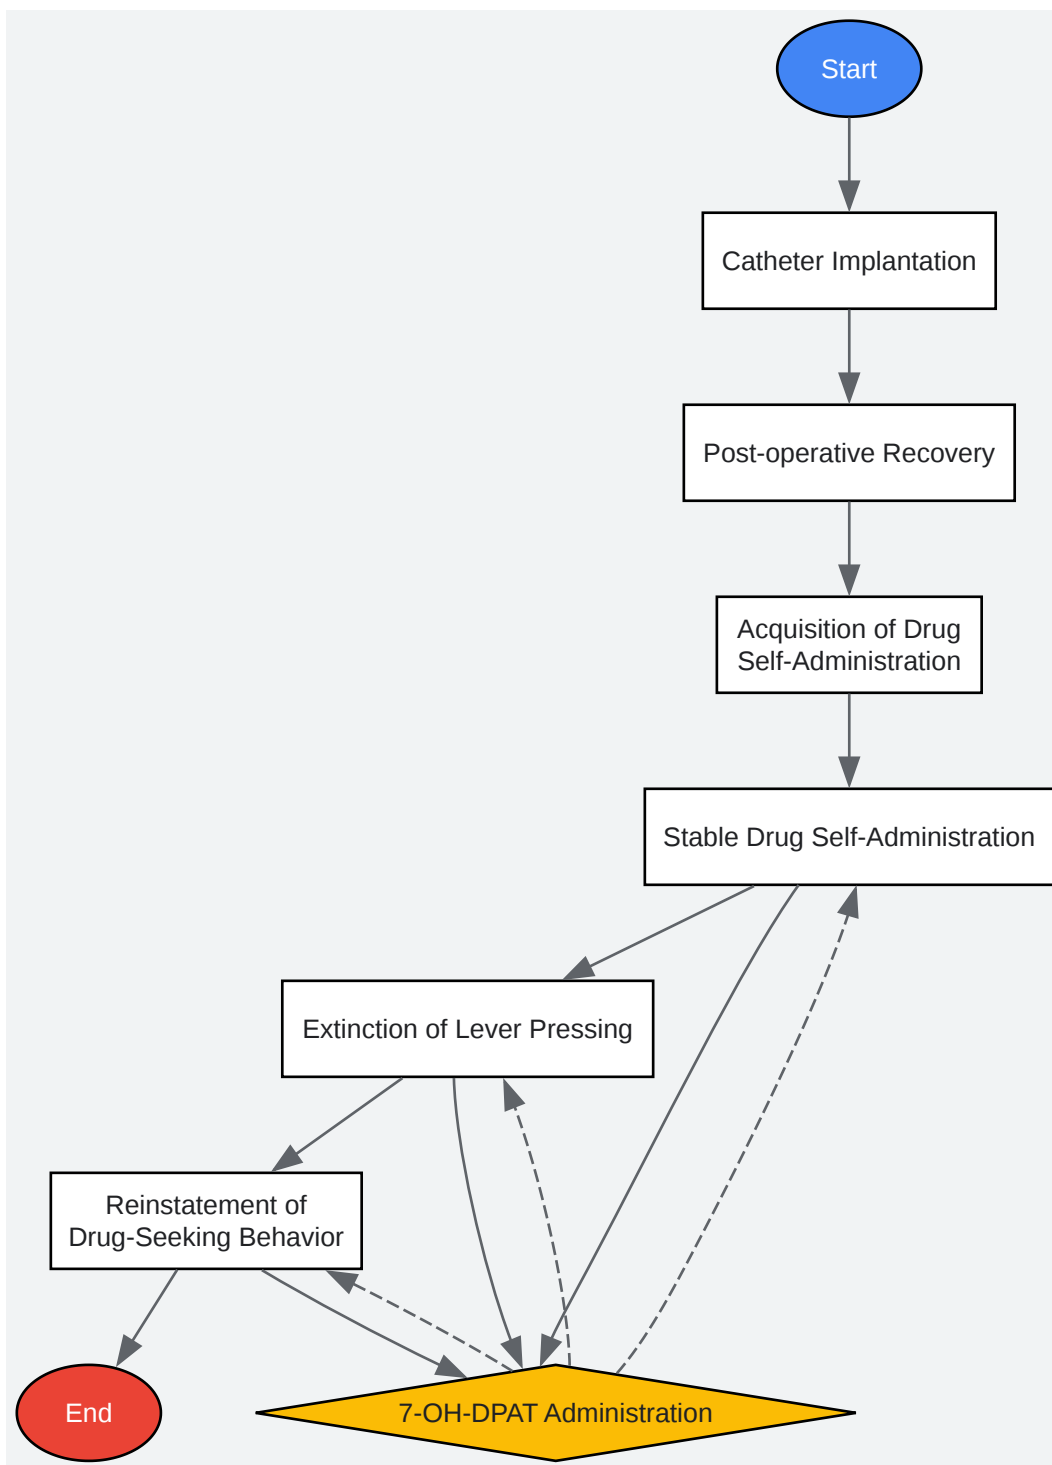 Start
Catheter Implantation
Post-operative Recovery
Acquisition of Drug
Self-Administration
Stable Drug Self-Administration
Extinction of Lever Pressing
Reinstatement of
Drug-Seeking Behavior
End
7-OH-DPAT Administration